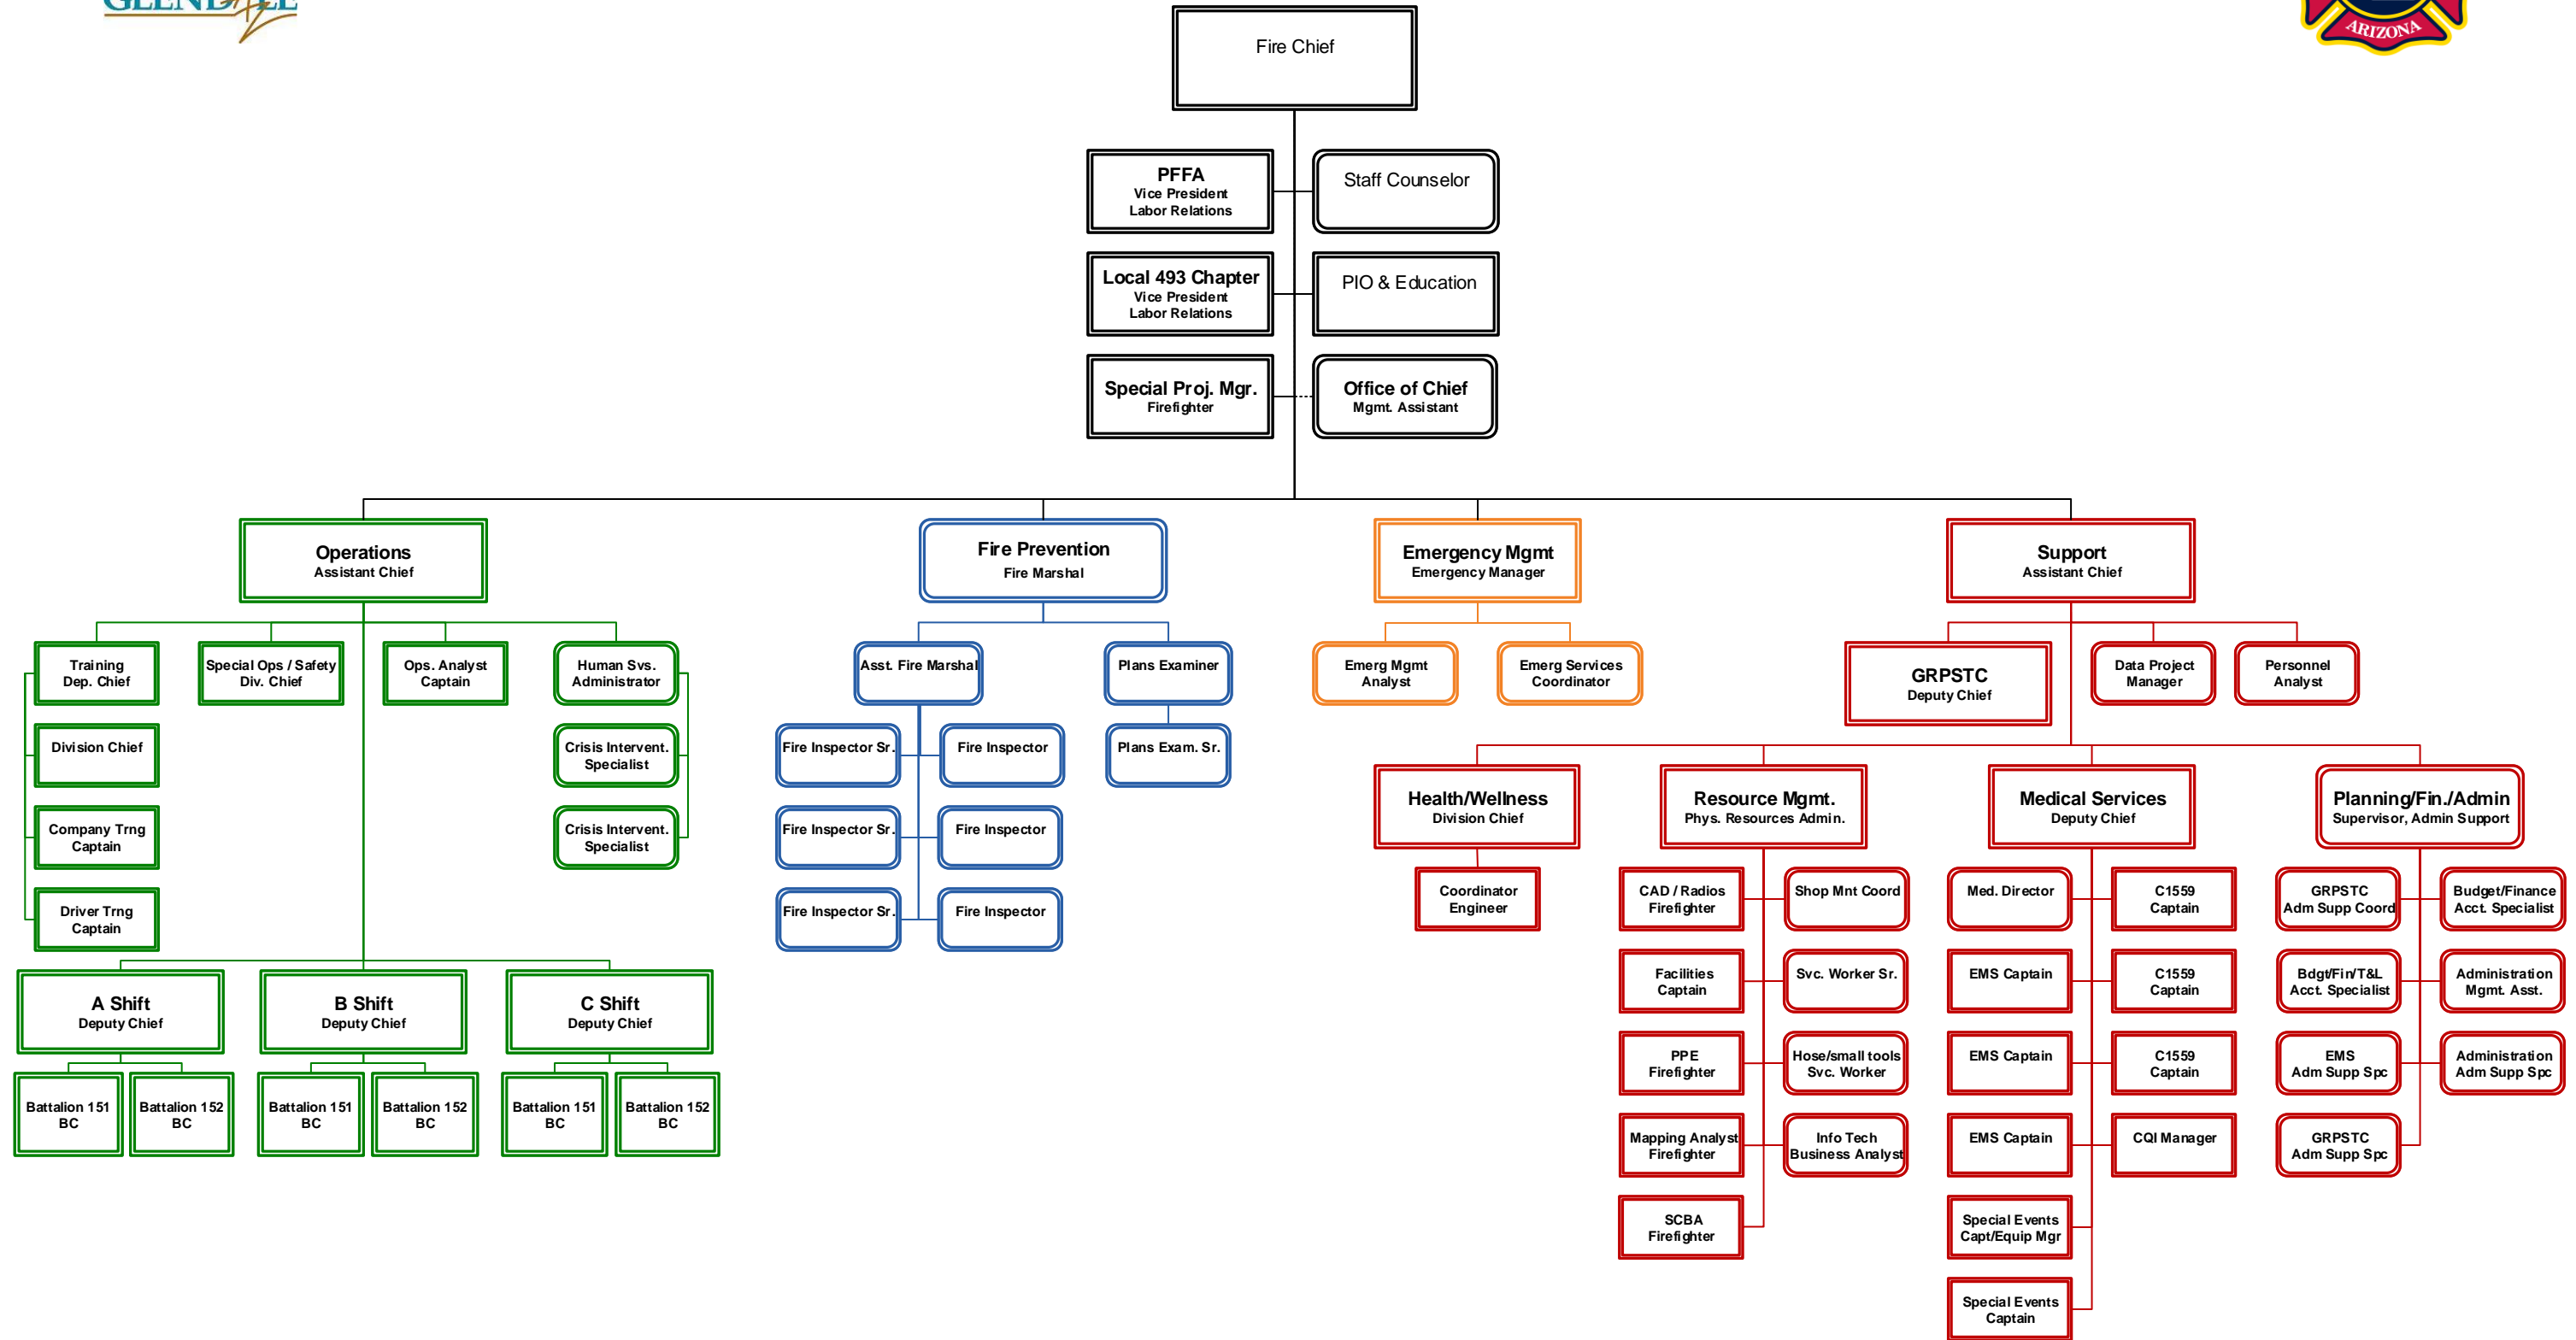 GLENDALE
ARIZONA
Fire Chief
PFFA
Vice President
Labor Relations
Staff Counselor
Local 493 Chapter
Vice President
Labor Relations
PIO & Education
Special Proj. Mgr.
Firefighter
Office of Chief
Mgmt. Assistant
Operations
Assistant Chief
Fire Prevention
Fire Marshal
Emergency Mgmt
Emergency Manager
Support
Assistant Chief
Training
Dep. Chief
Special Ops / Safety
Div. Chief
Ops. Analyst
Captain
Human Svs.
Administrator
Division Chief
Crisis Intervent.
Specialist
Company Trng
Captain
Crisis Intervent.
Specialist
Driver Trng
Captain
A Shift
Deputy Chief
B Shift
Deputy Chief
C Shift
Deputy Chief
Battalion 151
BC
Battalion 152
BC
Battalion 151
BC
Battalion 152
BC
Battalion 151
BC
Battalion 152
BC
Asst. Fire Marshal
Plans Examiner
Fire Inspector Sr.
Fire Inspector
Plans Exam. Sr.
Fire Inspector Sr.
Fire Inspector
Fire Inspector Sr.
Fire Inspector
Emerg Mgmt
Analyst
Emerg Services
Coordinator
GRPSTC
Deputy Chief
Data Project
Manager
Personnel
Analyst
Health/Wellness
Division Chief
Resource Mgmt.
Phys. Resources Admin.
Medical Services
Deputy Chief
Planning/Fin./Admin
Supervisor, Admin Support
Coordinator
Engineer
CAD / Radios
Firefighter
Shop Mnt Coord
Facilities
Captain
Svc. Worker Sr.
PPE
Firefighter
Hose/small tools
Svc. Worker
Mapping Analyst
Firefighter
Info Tech
Business Analyst
SCBA
Firefighter
Med. Director
C1559
Captain
EMS Captain
C1559
Captain
EMS Captain
C1559
Captain
EMS Captain
CQI Manager
Special Events
Capt/Equip Mgr
Special Events
Captain
GRPSTC
Adm Supp Coord
Budget/Finance
Acct. Specialist
Bdgt/Fin/T&L
Acct. Specialist
Administration
Mgmt. Asst.
EMS
Adm Supp Spc
Administration
Adm Supp Spc
GRPSTC
Adm Supp Spc